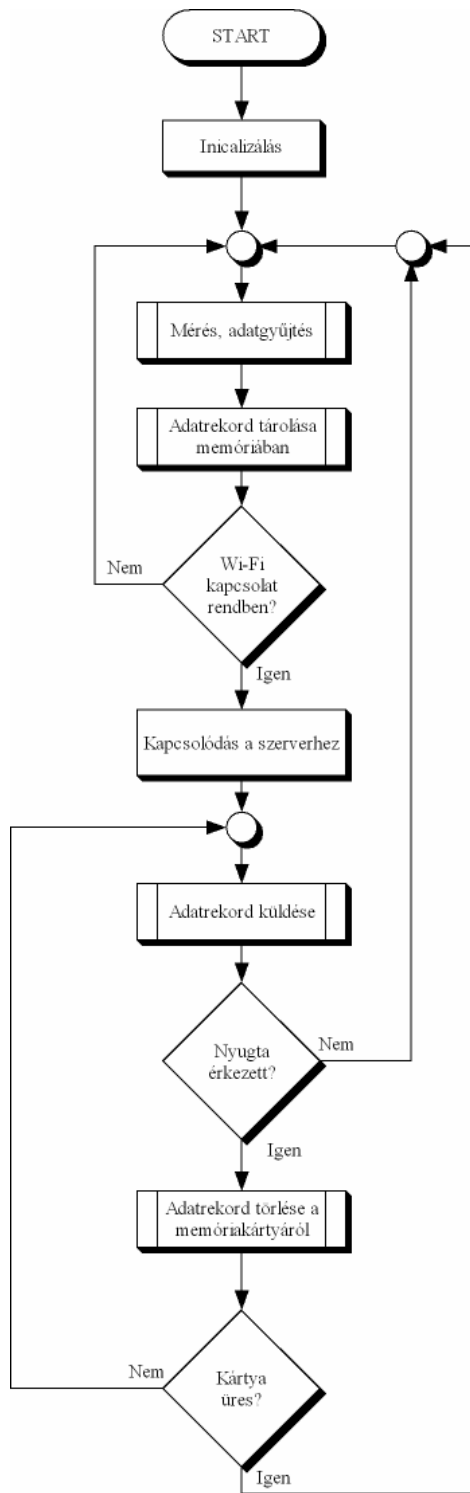 START
Inicalizálás
Mérés, adatgyűjtés
Adatrekord tárolása
memóriában
Wi-Fi
kapcsolat
rendben?
Nem
Igen
Kapcsolódás a szerverhez
Adatrekord küldése
Nyugta
érkezett?
Nem
Igen
Adatrekord törlése a
memóriakártyáról
Kártya
üres?
Nem
Igen